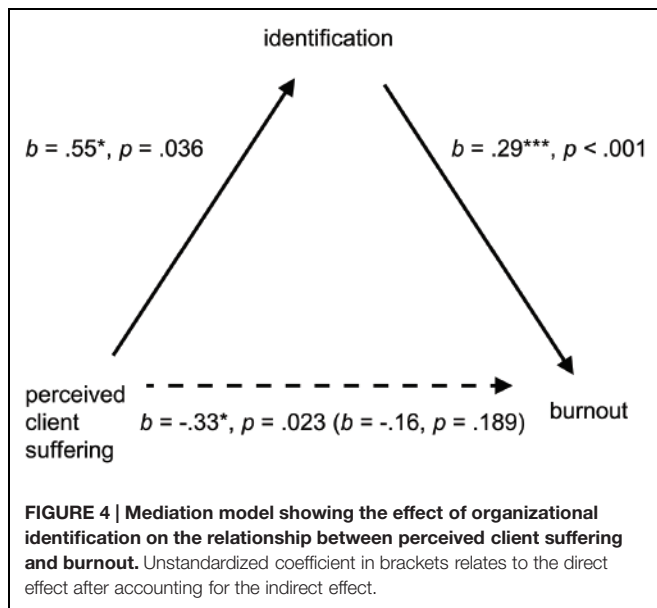 identification
b = .55*, p = .036
b = .29***, p < .001
perceived
client
suffering
burnout
b = -.33*, p = .023 (b = -.16, p = .189)
FIGURE 4 | Mediation model showing the effect of organizational
identification on the relationship between perceived client suffering
and burnout. Unstandardized coefficient in brackets relates to the direct
effect after accounting for the indirect effect.